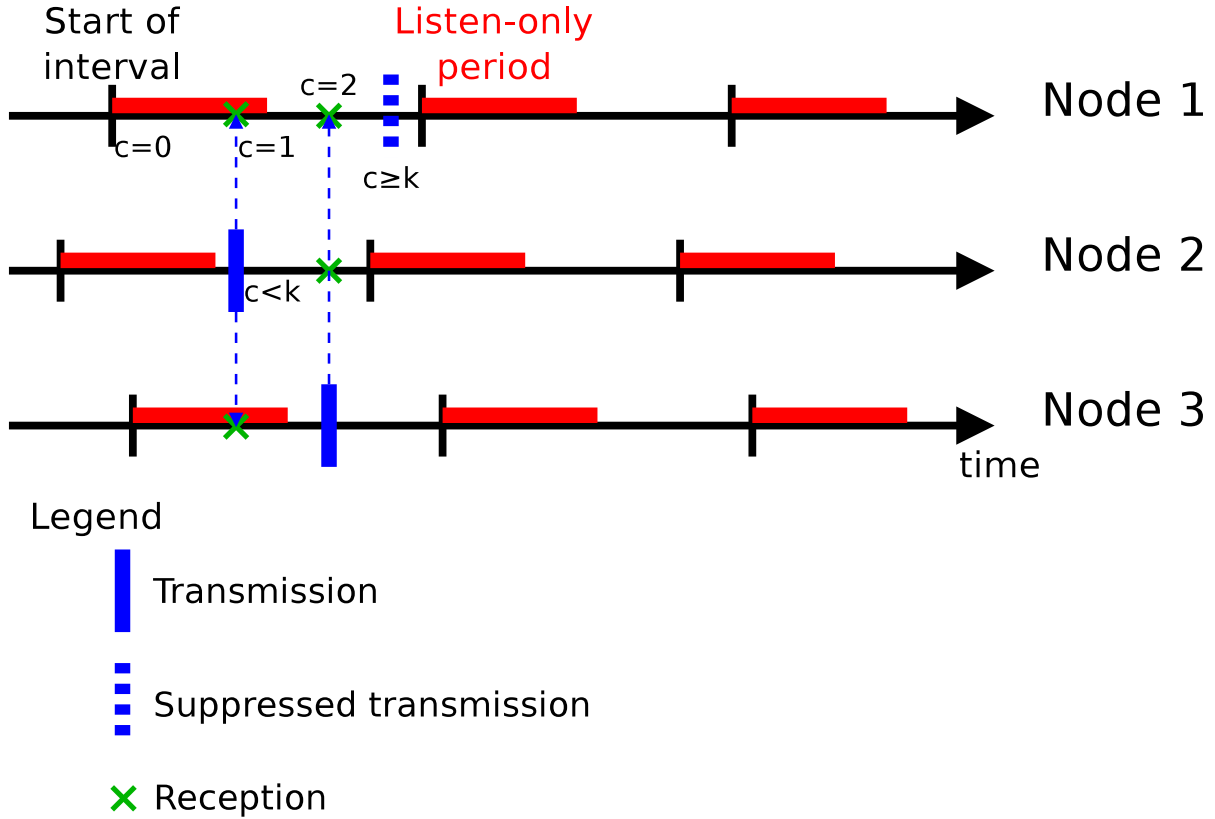 Start of
interval
Listen-only
period
c=2
Node 1
c=0
c=1
c≥k
Node 2
c<k
Node 3
time
Legend
Transmission
Suppressed transmission
Reception